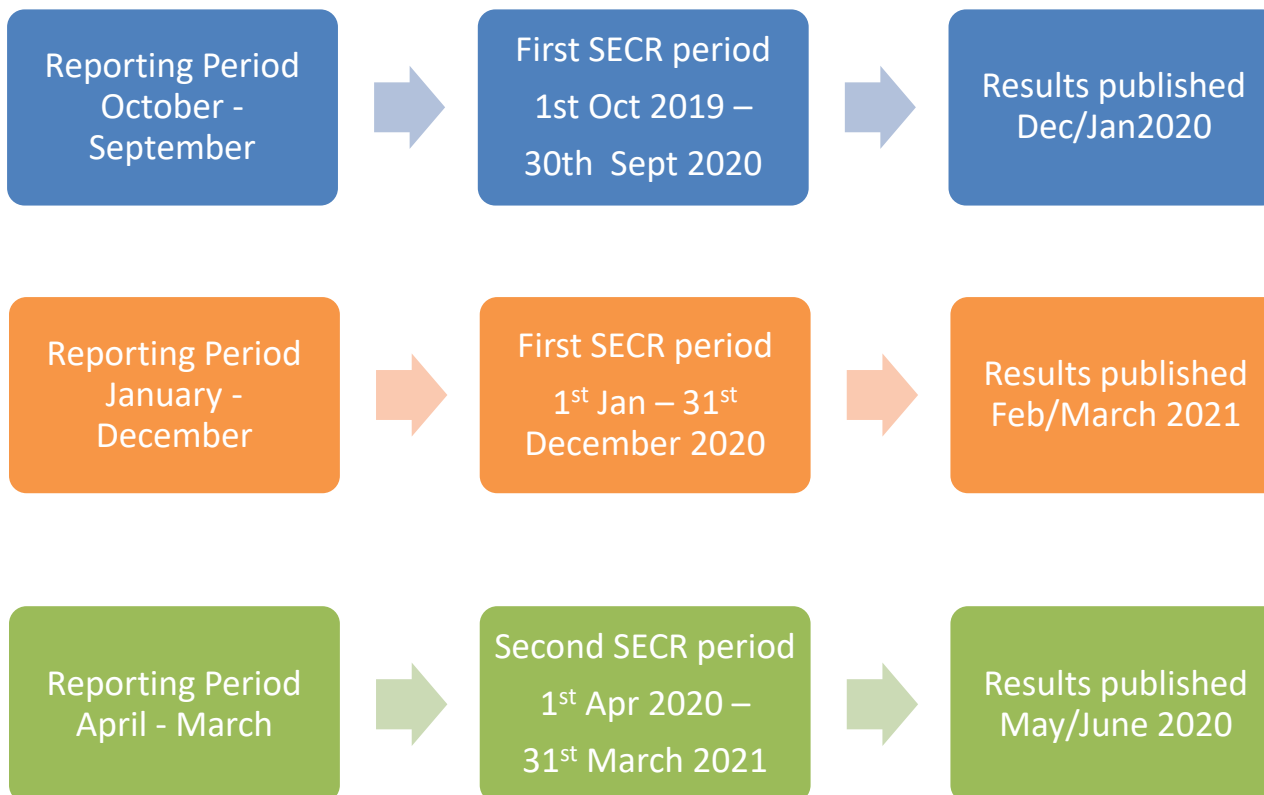 Reporting Period
October -
September
First SECR period
1st Oct 2019 –
30th Sept 2020
Results published
Dec/Jan2020
Reporting Period
January -
December
First SECR period
1st Jan – 31st
December 2020
Results published
Feb/March 2021
Reporting Period
April - March
Second SECR period
1st Apr 2020 –
31st March 2021
Results published
May/June 2020